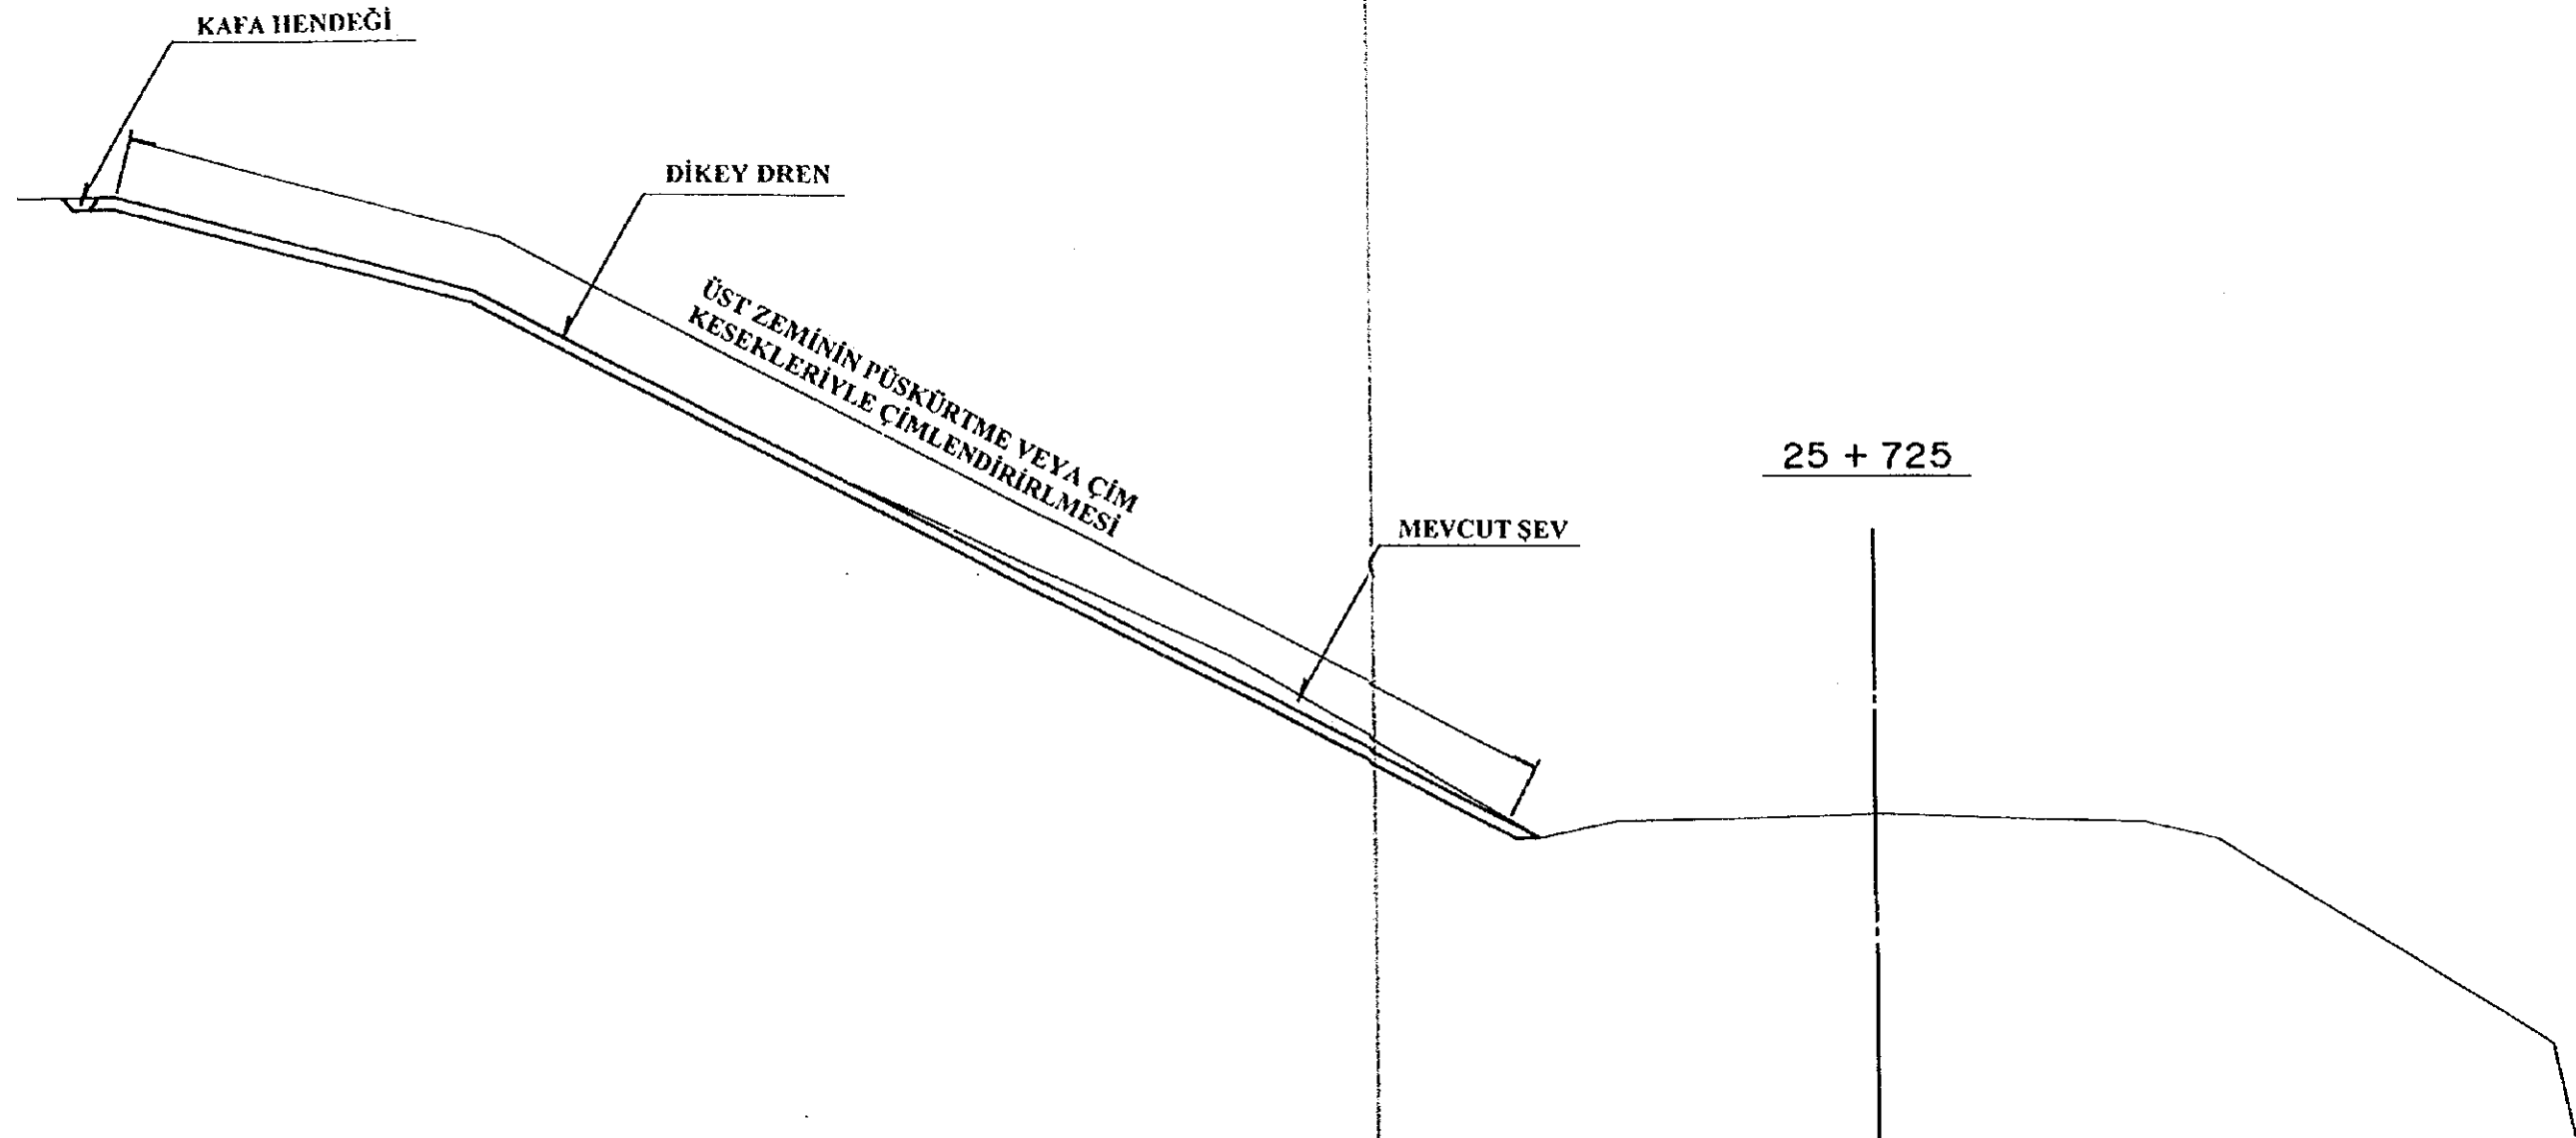 KAFA HENDEĞİ
DİKEY DREN
ÜST ZEMİNİN PÜSKÜRTME VEYA ÇİM
KESEKLERİYLE ÇİMLENDİRİRLMESİ
25 + 725
MEVCUT ŞEV